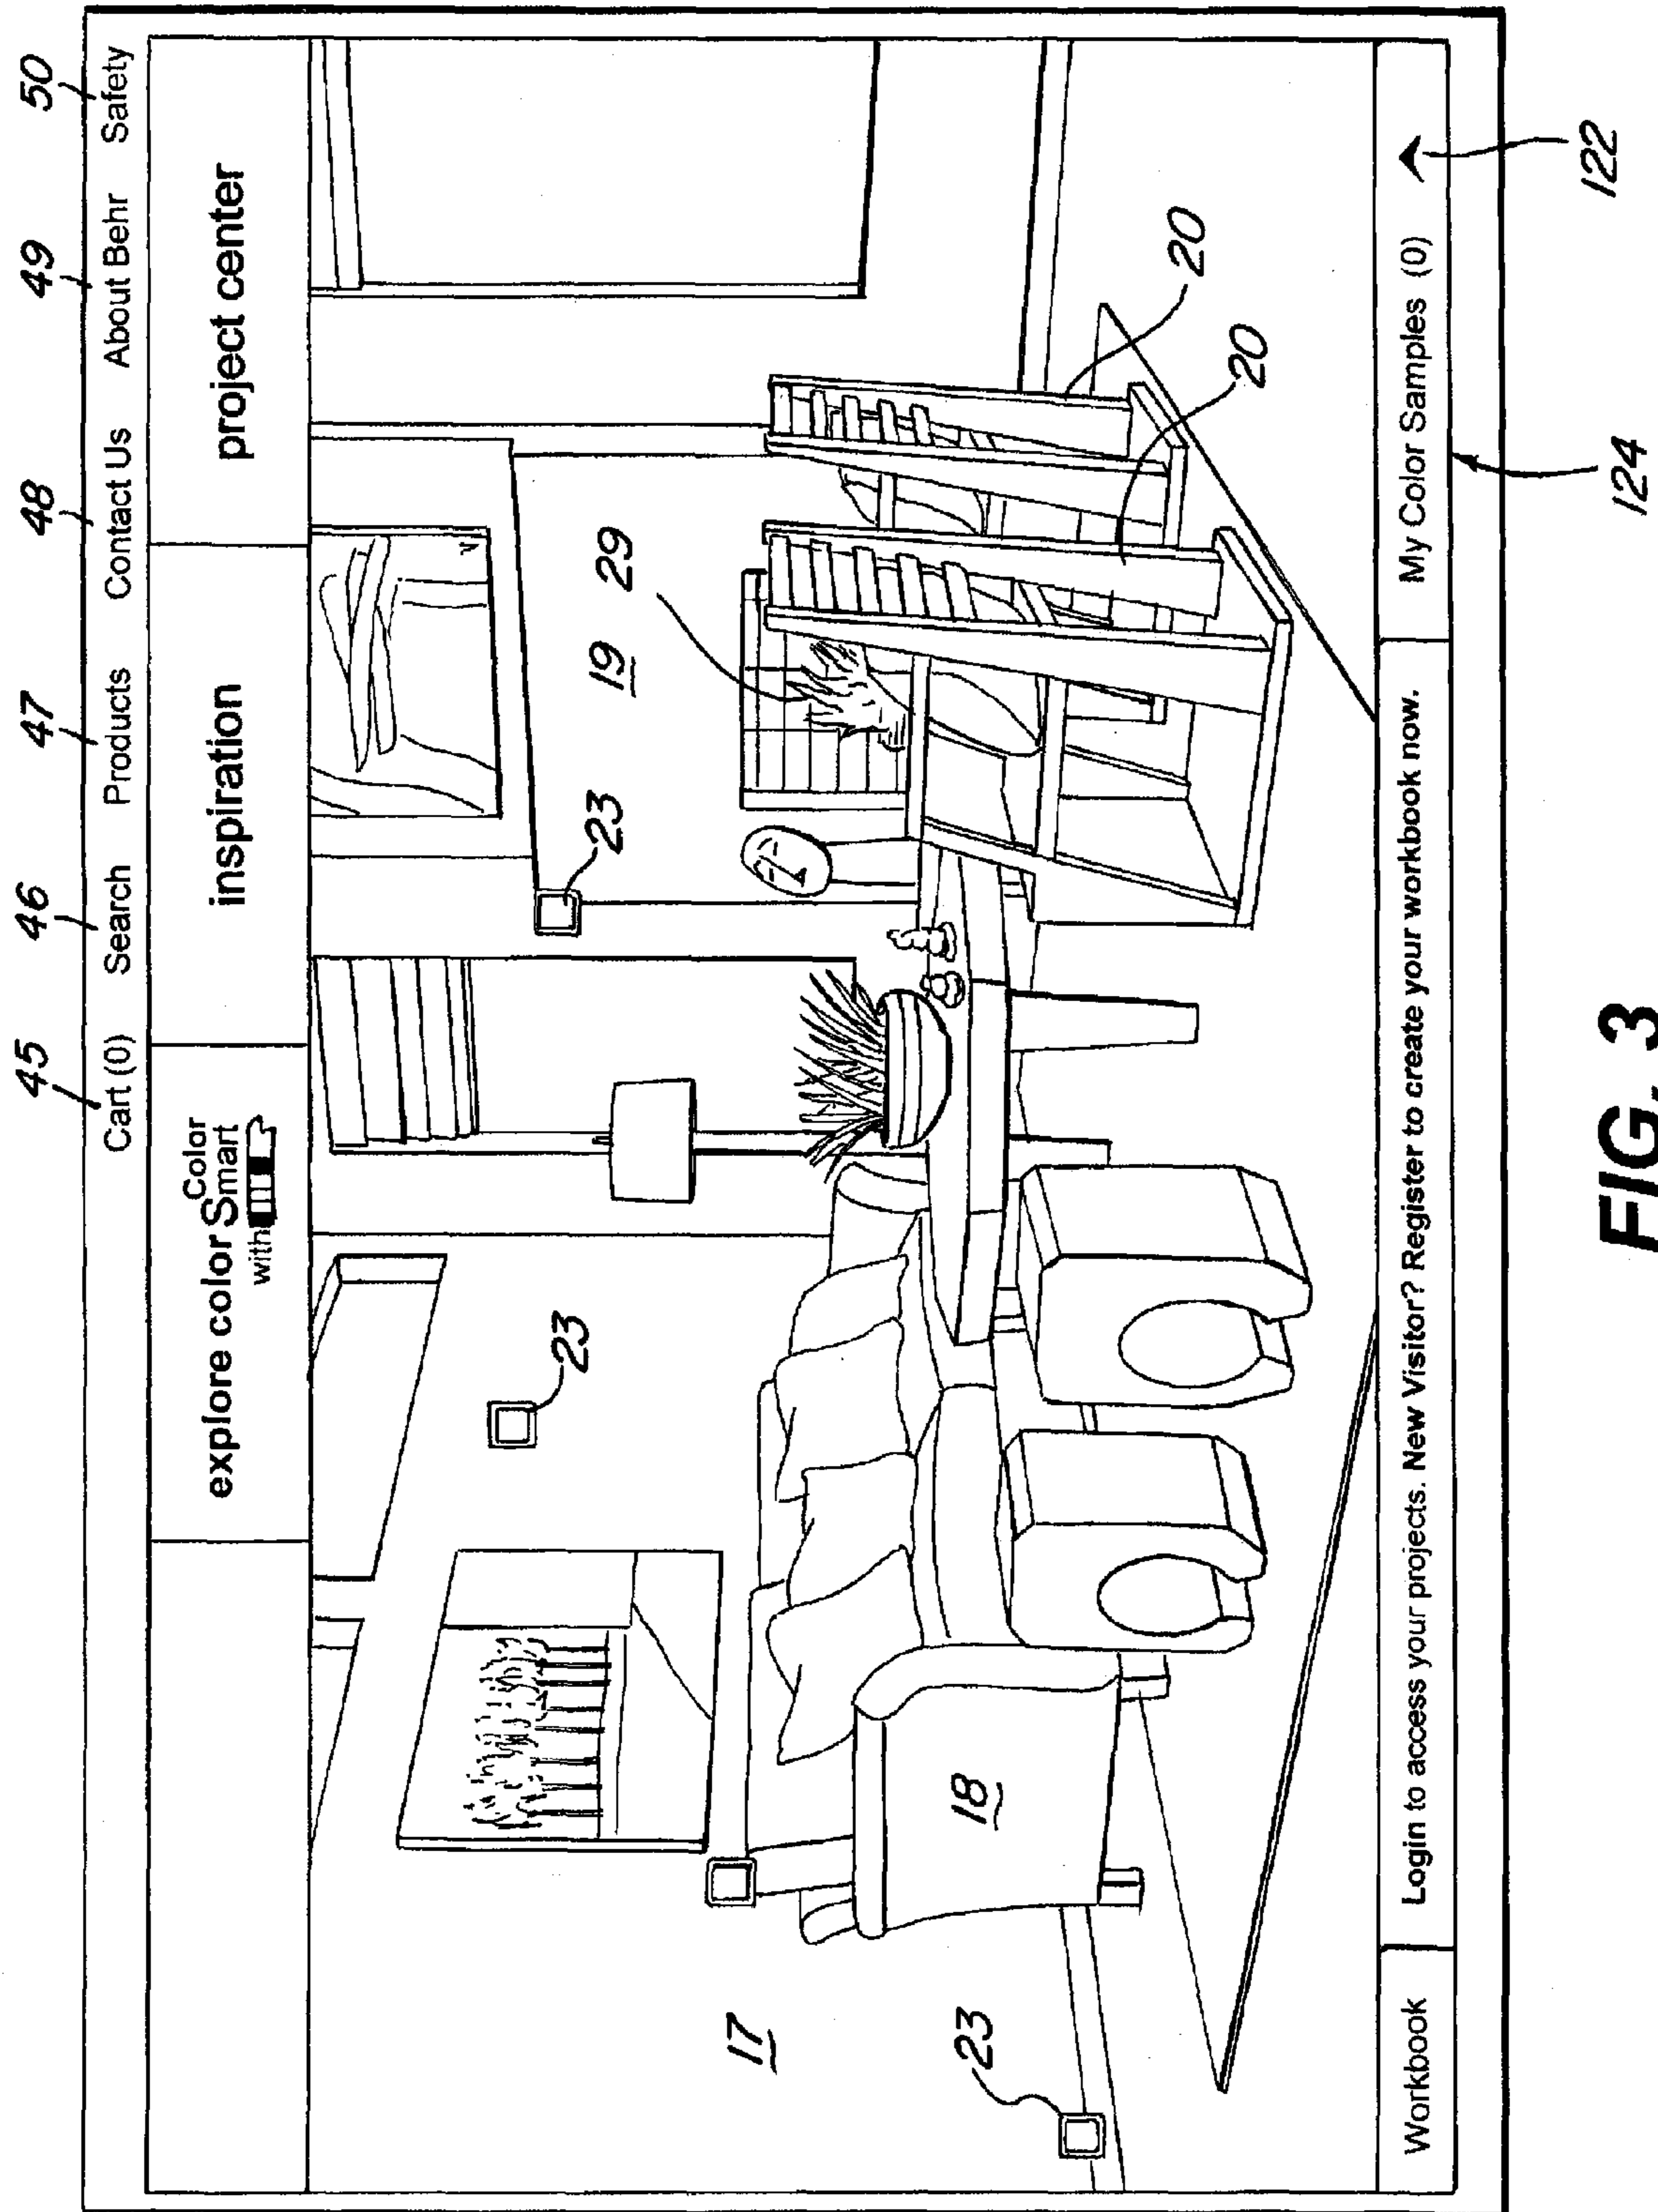 45 46 47 48 49 50
Cart (0) Search Products Contact Us About Behr Safety
explore color
with Color Smart
inspiration
project center
23
23
19
29
20
20
17
18
23
Workbook
Login to access your projects. New Visitor? Register to create your workbook now.
My Color Samples (0)
124
122
FIG. 3